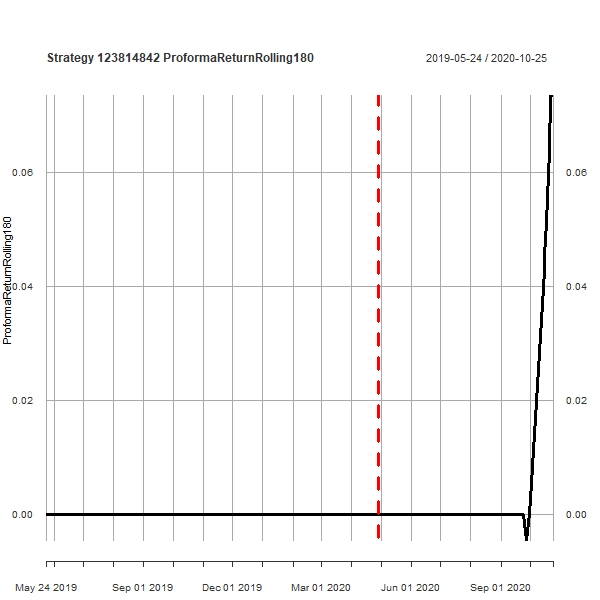 Strategy 123814842 ProformaReturnRolling180
2019-05-24 / 2020-10-25
ProformaReturnRolling180
0.06
0.04
0.02
0.00
0.06
0.04
0.02
0.00
May 24 2019
Sep 01 2019
Dec 01 2019
Mar 01 2020
Jun 01 2020
Sep 01 2020